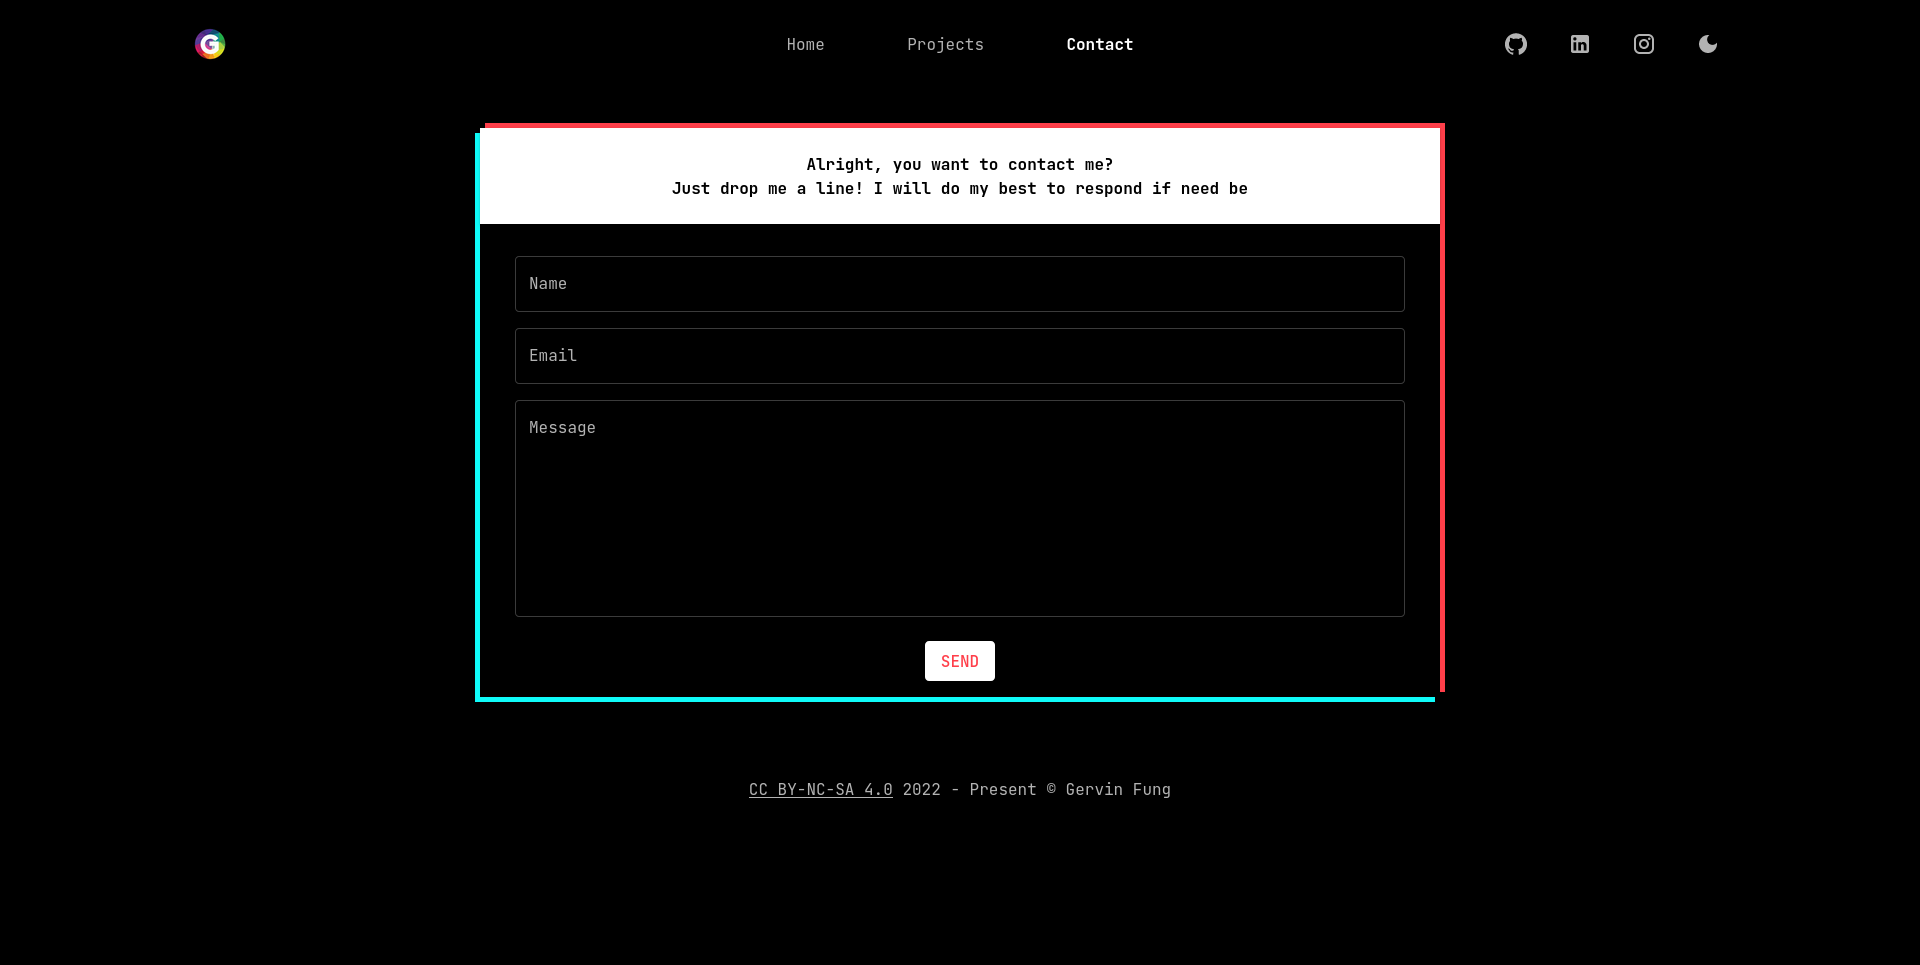 G
Home Projects Contact
Alright, you want to contact me?
Just drop me a line! I will do my best to respond if need be
Name
Email
Message
SEND
CC BY-NC-SA 4.0 2022 - Present © Gervin Fung